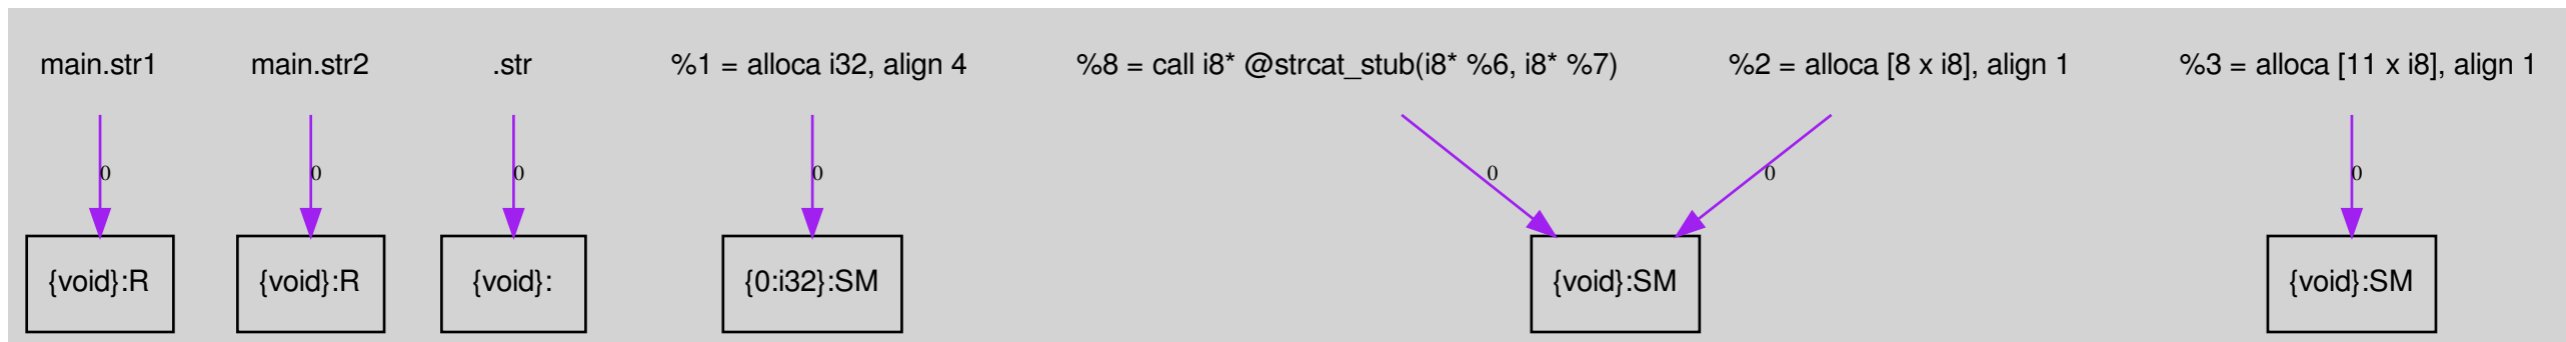 main.str1
main.str2
.str
%1 = alloca i32, align 4
%8 = call i8* @strcat_stub(i8* %6, i8* %7)
%2 = alloca [8 x i8], align 1
%3 = alloca [11 x i8], align 1
0
0
0
0
0
0
0
{void}:R
{void}:R
{void}:
{0:i32}:SM
{void}:SM
{void}:SM